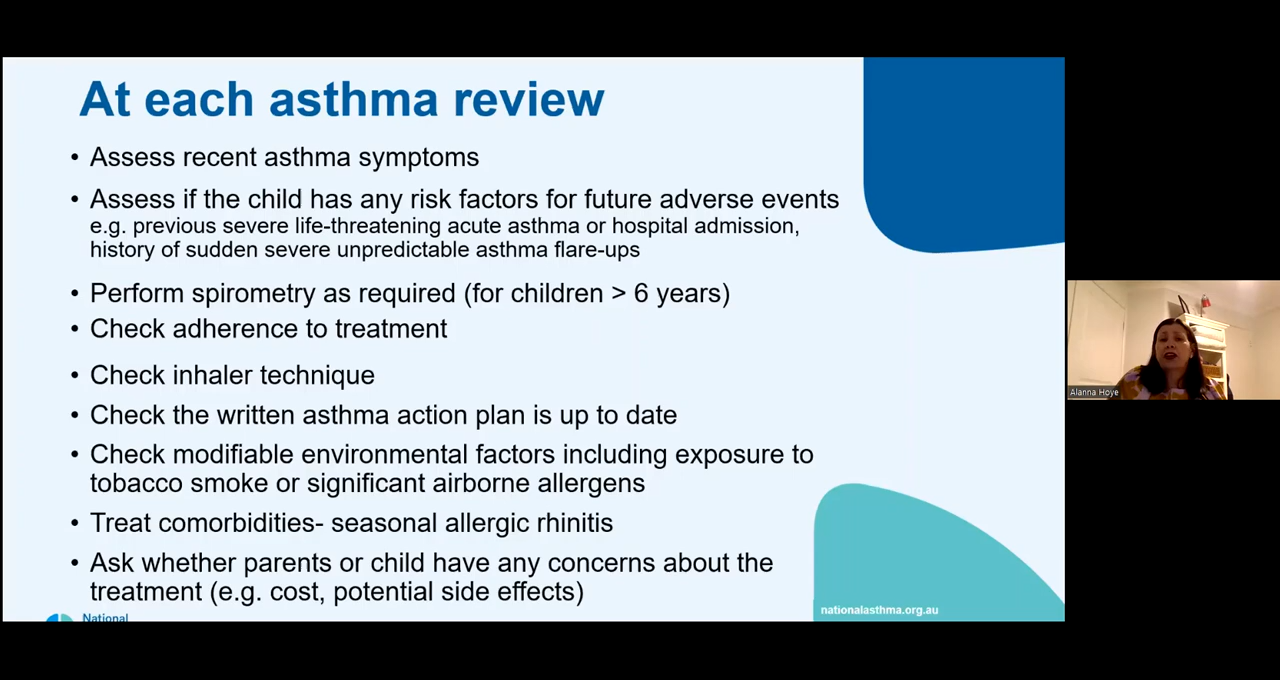 At each asthma review
• Assess recent asthma symptoms
• Assess if the child has any risk factors for future adverse events
e.g. previous severe life-threatening acute asthma or hospital admission,
history of sudden severe unpredictable asthma flare-ups
• Perform spirometry as required (for children > 6 years)
• Check adherence to treatment
• Check inhaler technique
• Check the written asthma action plan is up to date
• Check modifiable environmental factors including exposure to
tobacco smoke or significant airborne allergens
• Treat comorbidities- seasonal allergic rhinitis
• Ask whether parents or child have any concerns about the
treatment (e.g. cost, potential side effects)
nationalasthma.org.au
National
Alanna Hoye